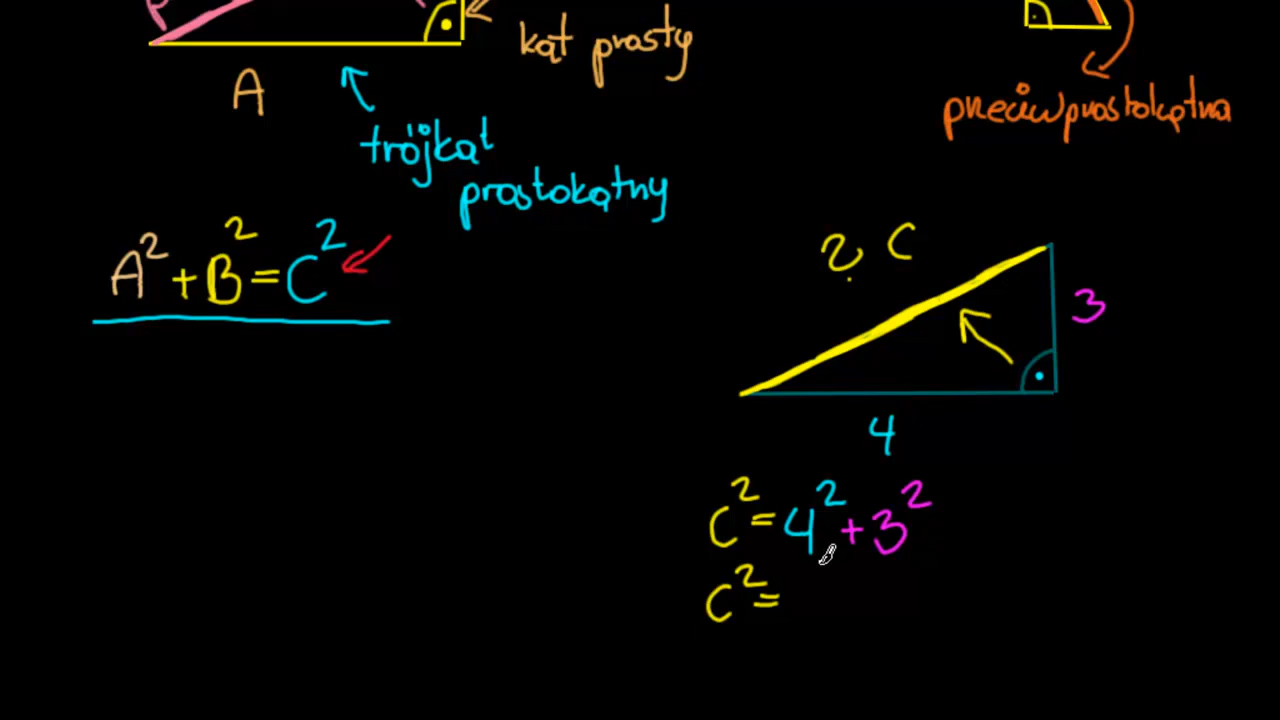 kąt prosty
A
przeciwprostokątna
trójkąt
prostokątny
A² + B² = C²
? C
3
4
C² = 4² + 3²
C² =